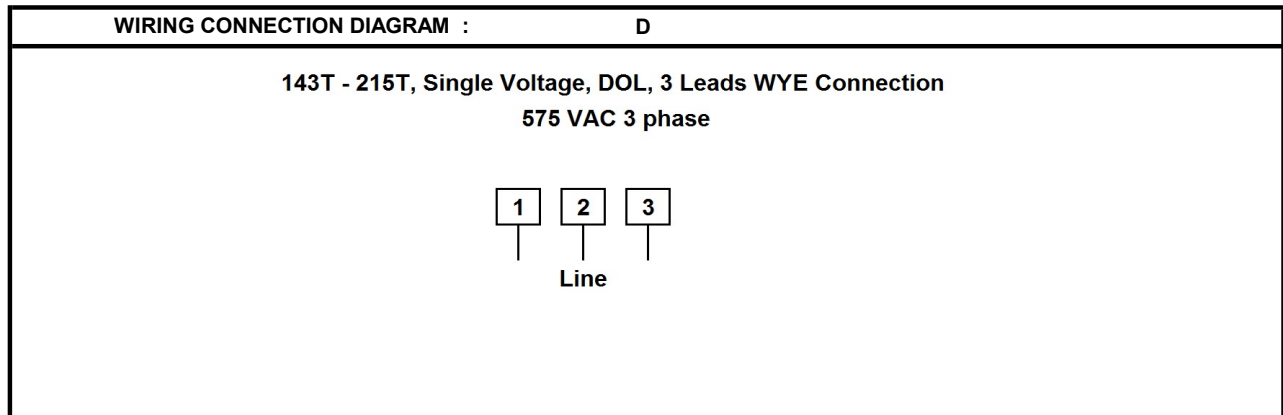 WIRING CONNECTION DIAGRAM : D
143T - 215T, Single Voltage, DOL, 3 Leads WYE Connection
575 VAC 3 phase
1 2 3
Line